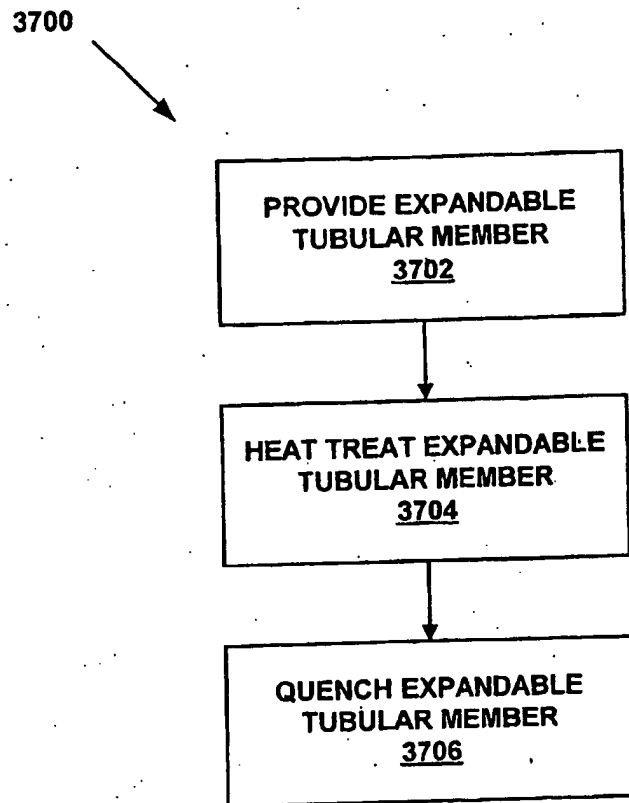 3700
PROVIDE EXPANDABLE
TUBULAR MEMBER
3702
HEAT TREAT EXPANDABLE
TUBULAR MEMBER
3704
QUENCH EXPANDABLE
TUBULAR MEMBER
3706